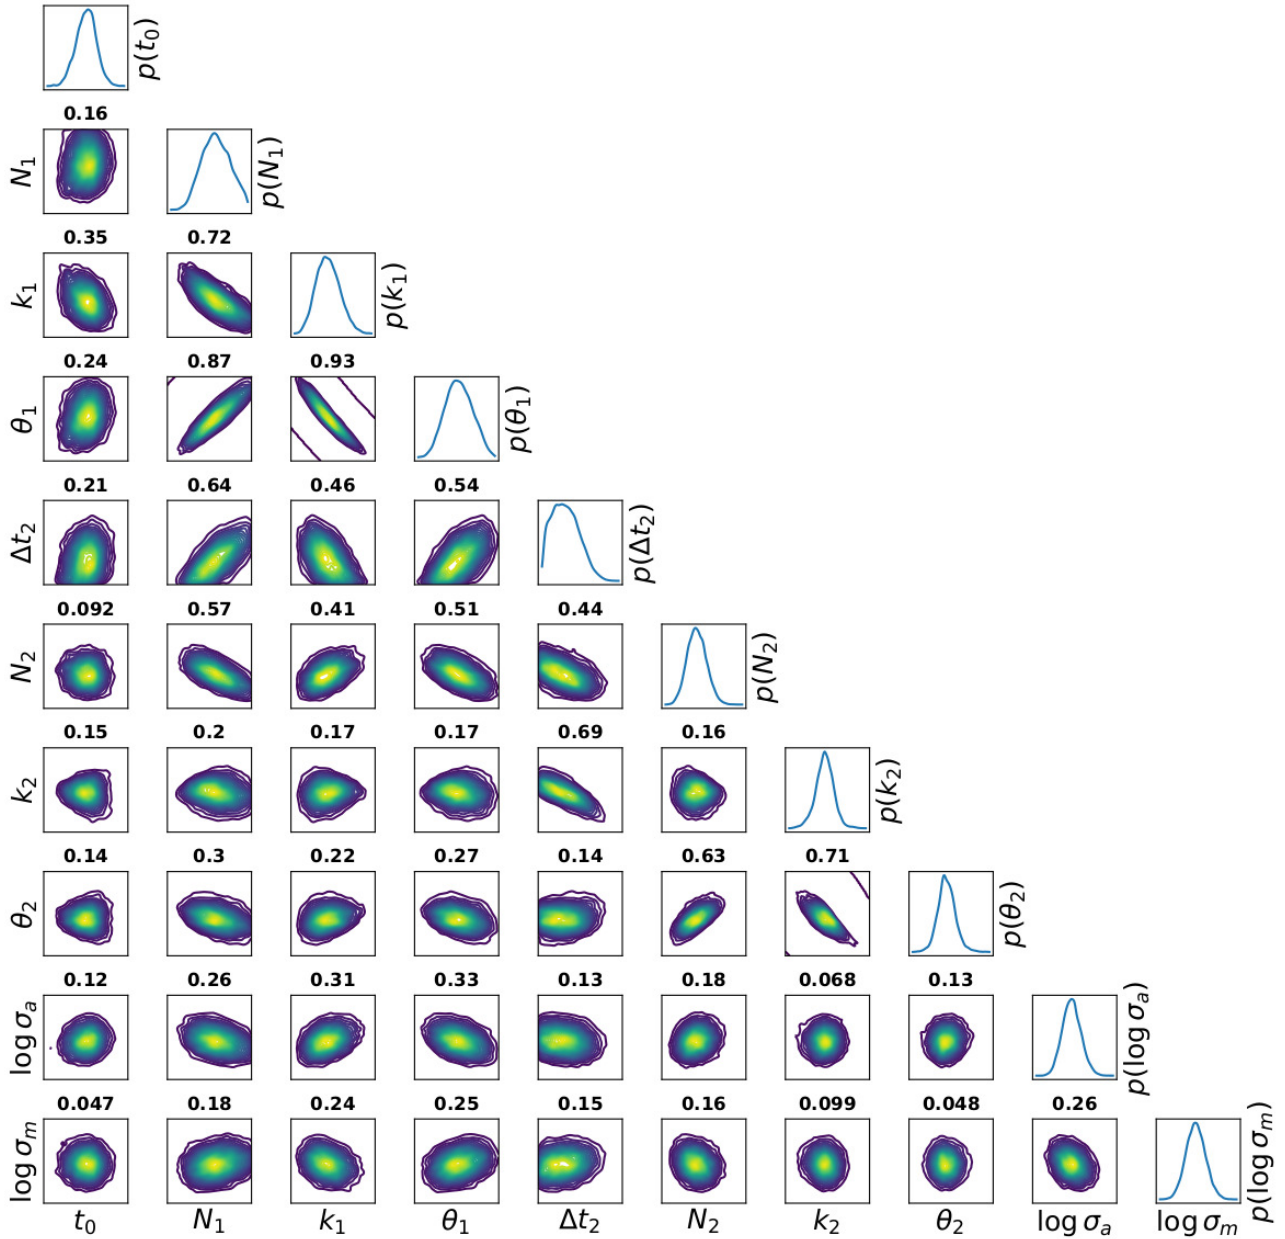 p(t₀)
0.16
N₁ p(N₁)
0.35 0.72
k₁ p(k₁)
0.24 0.87 0.93
θ₁ p(θ₁)
0.21 0.64 0.46 0.54
Δt₂ p(Δt₂)
0.092 0.57 0.41 0.51 0.44
N₂ p(N₂)
0.15 0.2 0.17 0.17 0.69 0.16
k₂ p(k₂)
0.14 0.3 0.22 0.27 0.14 0.63 0.71
θ₂ p(θ₂)
0.12 0.26 0.31 0.33 0.13 0.18 0.068 0.13
log σₐ p(log σₐ)
0.047 0.18 0.24 0.25 0.15 0.16 0.099 0.048 0.26
log σₘ p(log σₘ)
t₀ N₁ k₁ θ₁ Δt₂ N₂ k₂ θ₂ log σₐ log σₘ